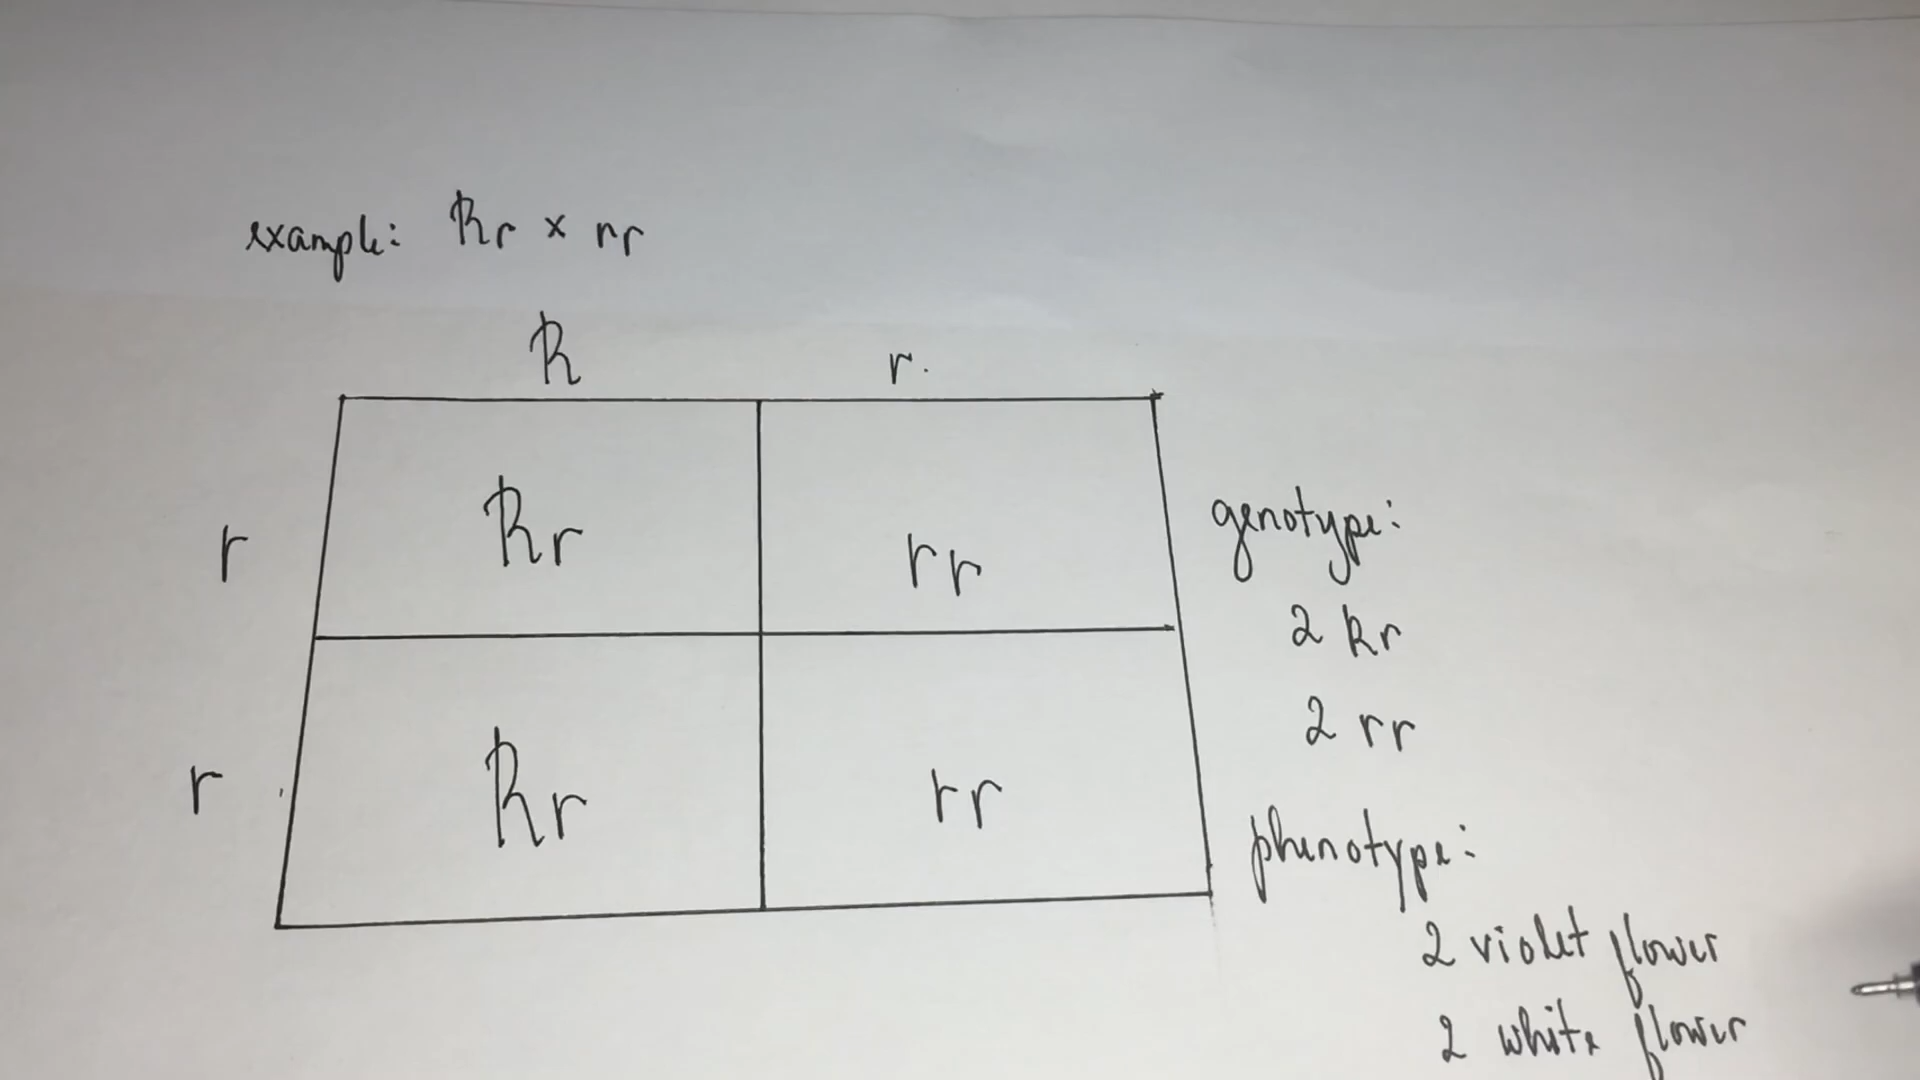 example: Rr × rr
R r.
r Rr rr
r Rr rr
genotype:
2 Rr
2 rr
phenotype:
2 violet flower
2 white flower